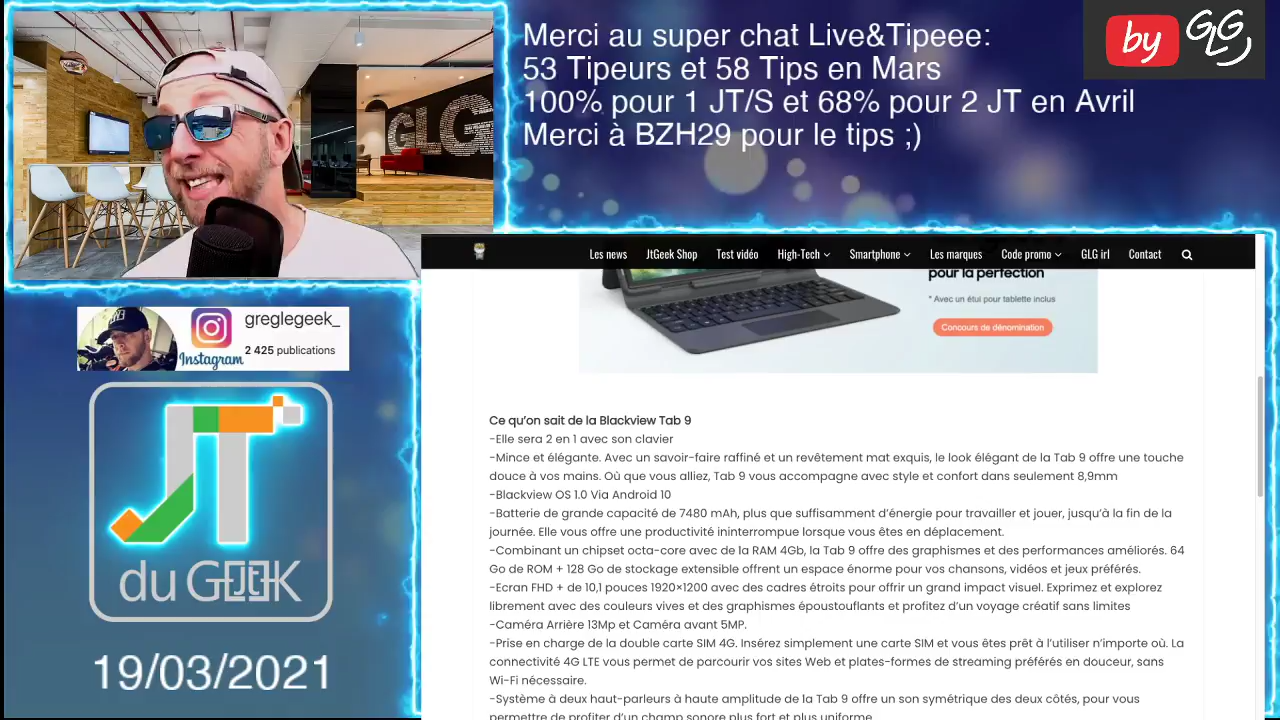 Merci au super chat Live&Tipeee:
53 Tipeurs et 58 Tips en Mars
100% pour 1 JT/S et 68% pour 2 JT en Avril
Merci à BZH29 pour le tips ;)
by GLG
GLG
Les news JtGeek Shop Test vidéo High-Tech Smartphone Les marques Code promo GLG irl Contact
pour la perfection
* Avec un étui pour tablette inclus
Concours de dénomination
greglegeek_
Instagram 2 425 publications
JT
du GEEK
19/03/2021
Ce qu’on sait de la Blackview Tab 9
-Elle sera 2 en 1 avec son clavier
-Mince et élégante. Avec un savoir-faire raffiné et un revêtement mat exquis, le look élégant de la Tab 9 offre une touche
douce à vos mains. Où que vous alliez, Tab 9 vous accompagne avec style et confort dans seulement 8,9mm
-Blackview OS 1.0 Via Android 10
-Batterie de grande capacité de 7480 mAh, plus que suffisamment d’énergie pour travailler et jouer, jusqu’à la fin de la
journée. Elle vous offre une productivité ininterrompue lorsque vous êtes en déplacement.
-Combinant un chipset octa-core avec de la RAM 4Gb, la Tab 9 offre des graphismes et des performances améliorés. 64
Go de ROM + 128 Go de stockage extensible offrent un espace énorme pour vos chansons, vidéos et jeux préférés.
-Ecran FHD + de 10,1 pouces 1920×1200 avec des cadres étroits pour offrir un grand impact visuel. Exprimez et explorez
librement avec des couleurs vives et des graphismes époustouflants et profitez d’un voyage créatif sans limites
-Caméra Arrière 13Mp et Caméra avant 5MP.
-Prise en charge de la double carte SIM 4G. Insérez simplement une carte SIM et vous êtes prêt à l’utiliser n’importe où. La
connectivité 4G LTE vous permet de parcourir vos sites Web et plates-formes de streaming préférés en douceur, sans
Wi-Fi nécessaire.
-Système à deux haut-parleurs à haute amplitude de la Tab 9 offre un son symétrique des deux côtés, pour vous
permettre de profiter d’un champ sonore plus fort et plus uniforme